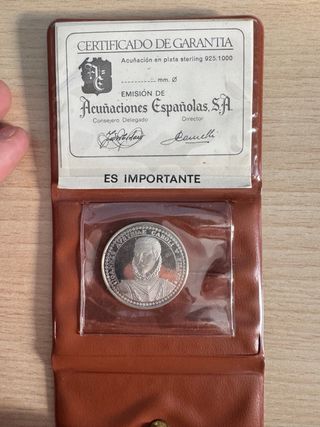 CERTIFICADO DE GARANTIA
Acuñación en plata sterling 925:1000
.............. mm. Ø
EMISIÓN DE
Acuñaciones Españolas, S.A.
Consejero Delegado Director
ES IMPORTANTE